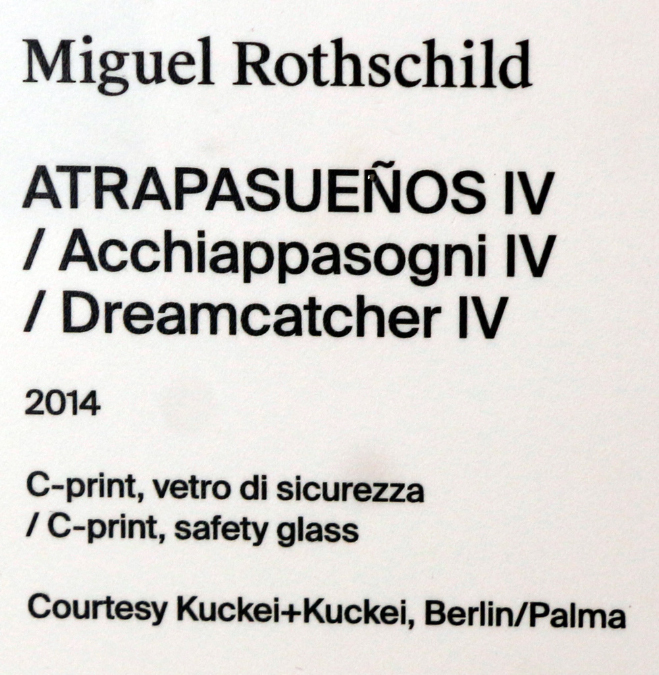 Miguel Rothschild
ATRAPASUEÑOS IV
/ Acchiappasogni IV
/ Dreamcatcher IV
2014
C-print, vetro di sicurezza
/ C-print, safety glass
Courtesy Kuckei+Kuckei, Berlin/Palma